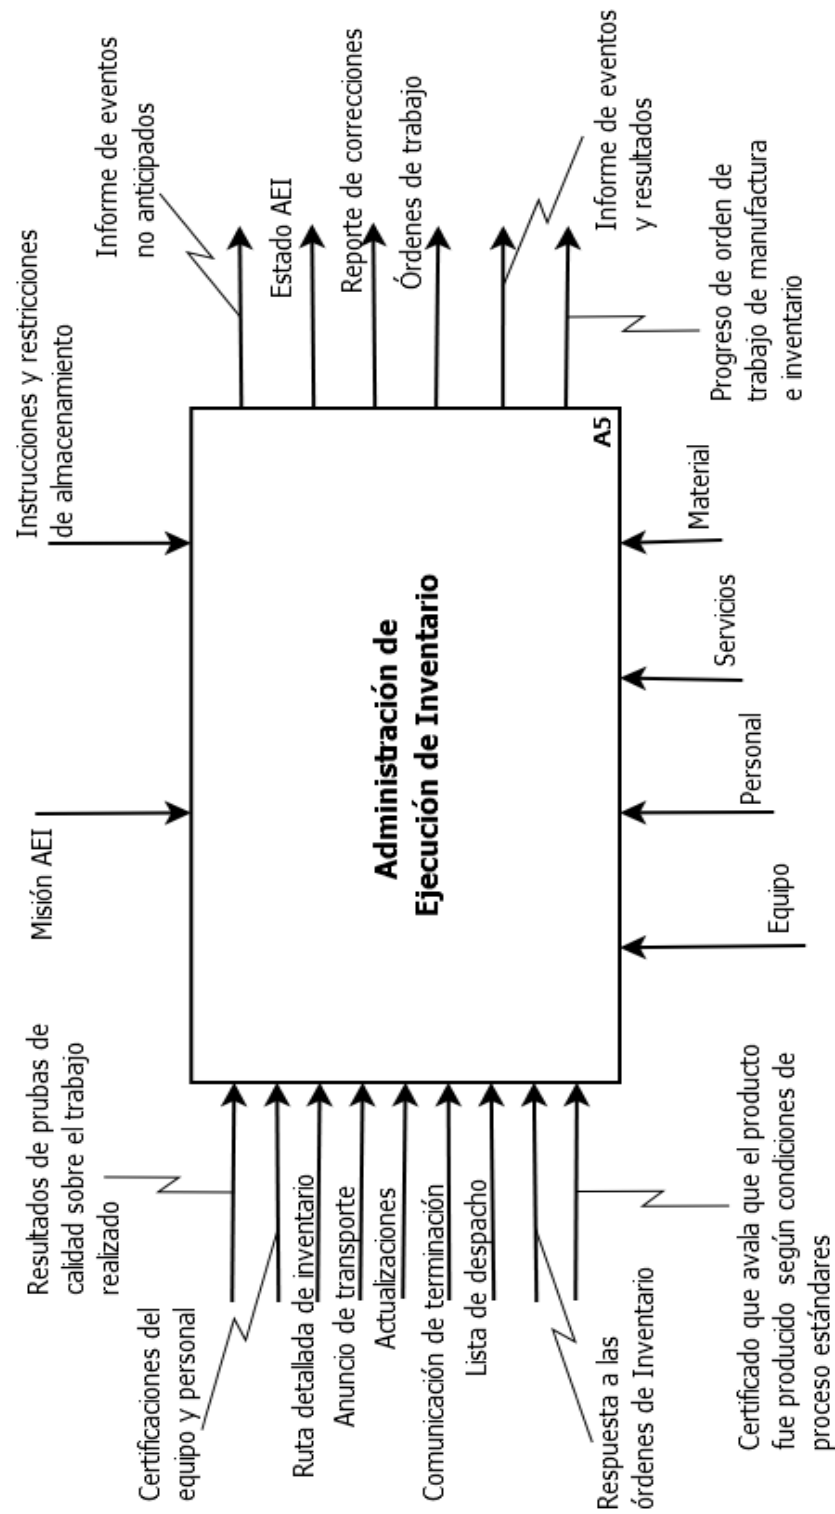 Instrucciones y restricciones
de almacenamiento
Misión AEI
Resultados de prubas de
calidad sobre el trabajo
realizado
Certificaciones del
equipo y personal
Ruta detallada de inventario
Anuncio de transporte
Actualizaciones
Comunicación de terminación
Lista de despacho
Respuesta a las
órdenes de Inventario
Certificado que avala que el producto
fue producido según condiciones de
proceso estándares
Administración de
Ejecución de Inventario
A5
Informe de eventos
no anticipados
Estado AEI
Reporte de correcciones
Órdenes de trabajo
Informe de eventos
y resultados
Progreso de orden de
trabajo de manufactura
e inventario
Equipo
Personal
Servicios
Material